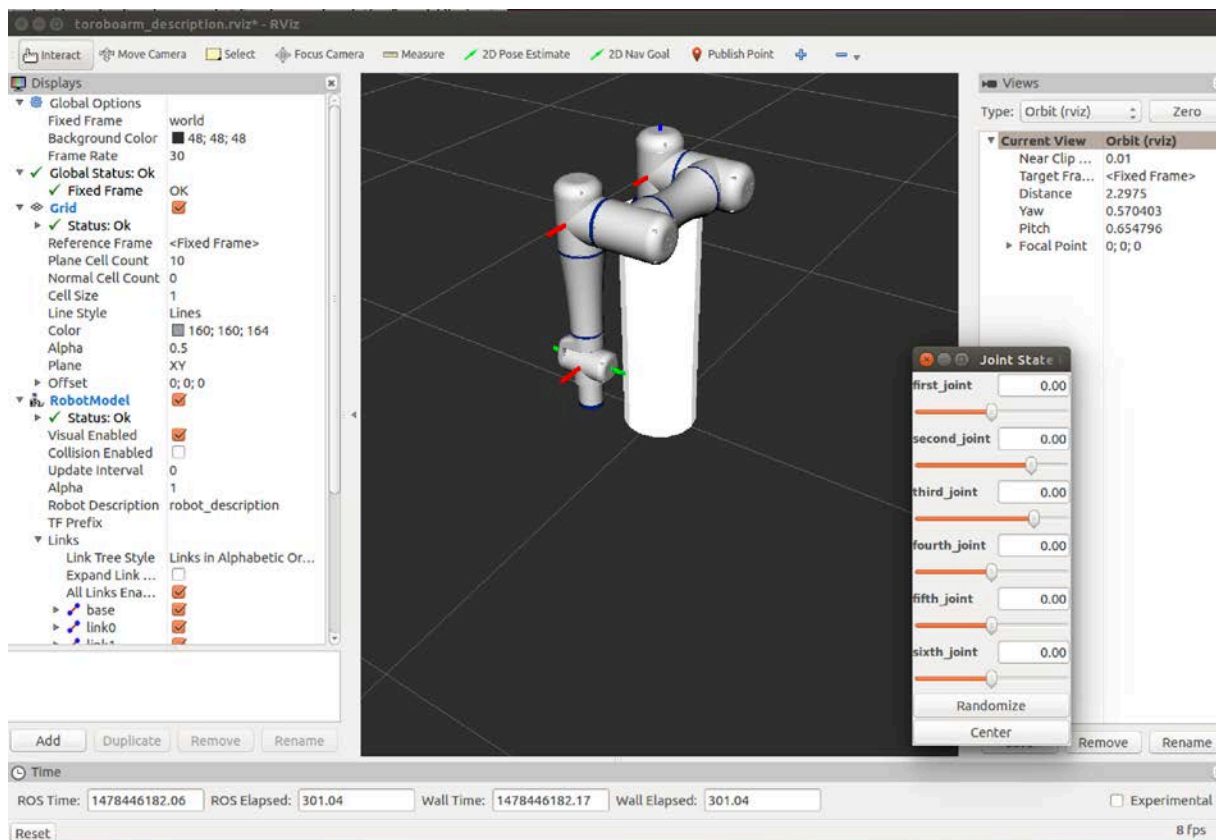 toroboarm_description.rviz* - RViz
Interact Move Camera Select Focus Camera Measure 2D Pose Estimate 2D Nav Goal Publish Point
Displays
Global Options
Fixed Frame world
Background Color 48; 48; 48
Frame Rate 30
Global Status: Ok
Fixed Frame OK
Grid
Status: Ok
Reference Frame <Fixed Frame>
Plane Cell Count 10
Normal Cell Count 0
Cell Size 1
Line Style Lines
Color 160; 160; 164
Alpha 0.5
Plane XY
Offset 0; 0; 0
RobotModel
Status: Ok
Visual Enabled
Collision Enabled
Update Interval 0
Alpha 1
Robot Description robot_description
TF Prefix
Links
Link Tree Style Links in Alphabetic Or...
Expand Link ...
All Links Ena...
base
link0
link1
Add Duplicate Remove Rename
Views
Type: Orbit (rviz) Zero
Current View Orbit (rviz)
Near Clip ... 0.01
Target Fra... <Fixed Frame>
Distance 2.2975
Yaw 0.570403
Pitch 0.654796
Focal Point 0; 0; 0
Joint State
first_joint 0.00
second_joint 0.00
third_joint 0.00
fourth_joint 0.00
fifth_joint 0.00
sixth_joint 0.00
Randomize
Center
Remove Rename
Time
ROS Time: 1478446182.06 ROS Elapsed: 301.04 Wall Time: 1478446182.17 Wall Elapsed: 301.04 Experimental
Reset 8 fps